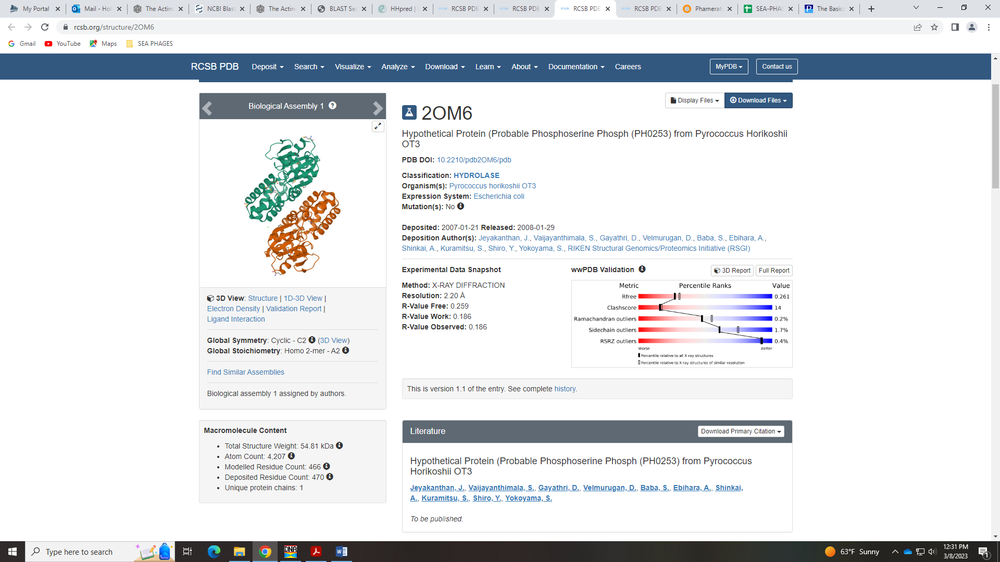 My Portal
Mail - Hol
The Actino
NCBI Blast
The Actino
BLAST Sea
HHpred |
RCSB PDB
RCSB PDB
RCSB PDB
RCSB PDB
Phamerat
SEA-PHAG
The Basics
rcsb.org/structure/2OM6
Gmail
YouTube
Maps
SEA PHAGES
RCSB PDB
Deposit
Search
Visualize
Analyze
Download
Learn
About
Documentation
Careers
MyPDB
Contact us
Biological Assembly 1
Display Files
Download Files
2OM6
Hypothetical Protein (Probable Phosphoserine Phosph (PH0253) from Pyrococcus Horikoshii
OT3
PDB DOI: 10.2210/pdb2OM6/pdb
Classification: HYDROLASE
Organism(s): Pyrococcus horikoshii OT3
Expression System: Escherichia coli
Mutation(s): No
Deposited: 2007-01-21 Released: 2008-01-29
Deposition Author(s): Jeyakanthan, J., Vaijayanthimala, S., Gayathri, D., Velmurugan, D., Baba, S., Ebihara, A.,
Shinkai, A., Kuramitsu, S., Shiro, Y., Yokoyama, S., RIKEN Structural Genomics/Proteomics Initiative (RSGI)
Experimental Data Snapshot
Method: X-RAY DIFFRACTION
Resolution: 2.20 Å
R-Value Free: 0.259
R-Value Work: 0.186
R-Value Observed: 0.186
wwPDB Validation
3D Report
Full Report
Metric Percentile Ranks Value
Rfree 0.261
Clashscore 14
Ramachandran outliers 0.2%
Sidechain outliers 1.7%
RSRZ outliers 0.4%
Worse Better
Percentile relative to all X-ray structures
Percentile relative to X-ray structures of similar resolution
3D View: Structure | 1D-3D View |
Electron Density | Validation Report |
Ligand Interaction
Global Symmetry: Cyclic - C2 (3D View)
Global Stoichiometry: Homo 2-mer - A2
Find Similar Assemblies
Biological assembly 1 assigned by authors.
This is version 1.1 of the entry. See complete history.
Macromolecule Content
• Total Structure Weight: 54.81 kDa
• Atom Count: 4,207
• Modelled Residue Count: 466
• Deposited Residue Count: 470
• Unique protein chains: 1
Literature
Download Primary Citation
Hypothetical Protein (Probable Phosphoserine Phosph (PH0253) from Pyrococcus
Horikoshii OT3
Jeyakanthan, J., Vaijayanthimala, S., Gayathri, D., Velmurugan, D., Baba, S., Ebihara, A., Shinkai,
A., Kuramitsu, S., Shiro, Y., Yokoyama, S.
To be published.
Type here to search
DNA
63°F Sunny
12:31 PM
3/8/2023
1